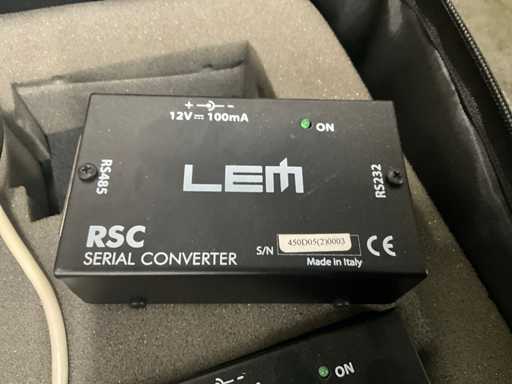 + -
12V⎓ 100mA
ON
RS485
LEM
RS232
RSC
SERIAL CONVERTER
S/N 450D05(2)0003
CE
Made in Italy
+ -
ON